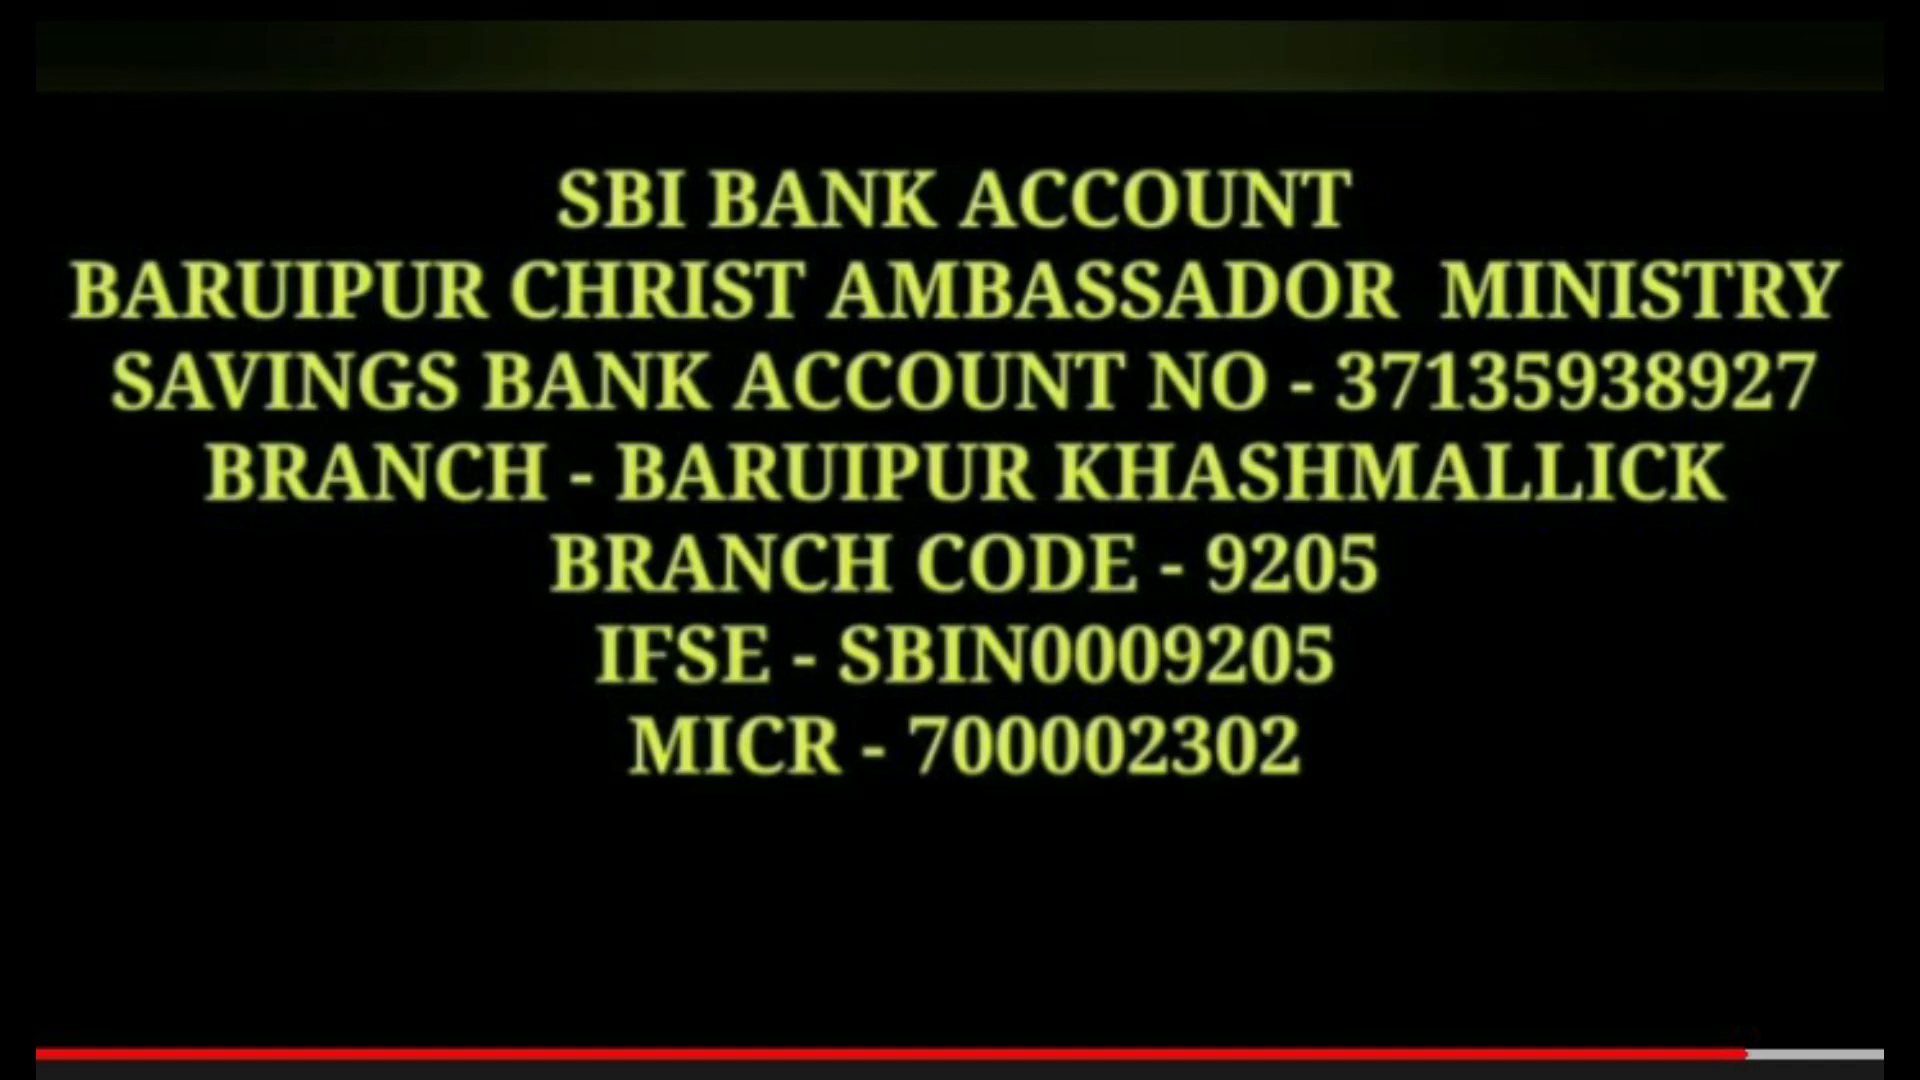 SBI BANK ACCOUNT
BARUIPUR CHRIST AMBASSADOR MINISTRY
SAVINGS BANK ACCOUNT NO - 37135938927
BRANCH - BARUIPUR KHASHMALLICK
BRANCH CODE - 9205
IFSE - SBIN0009205
MICR - 700002302